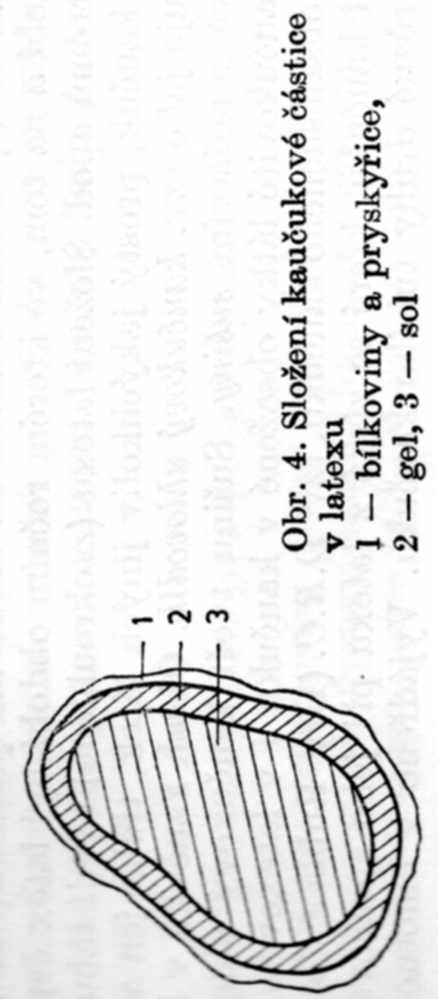 1
2
3
Obr. 4. Složení kaučukové částice
v latexu
1 — bílkoviny a pryskyřice,
2 — gel, 3 — sol